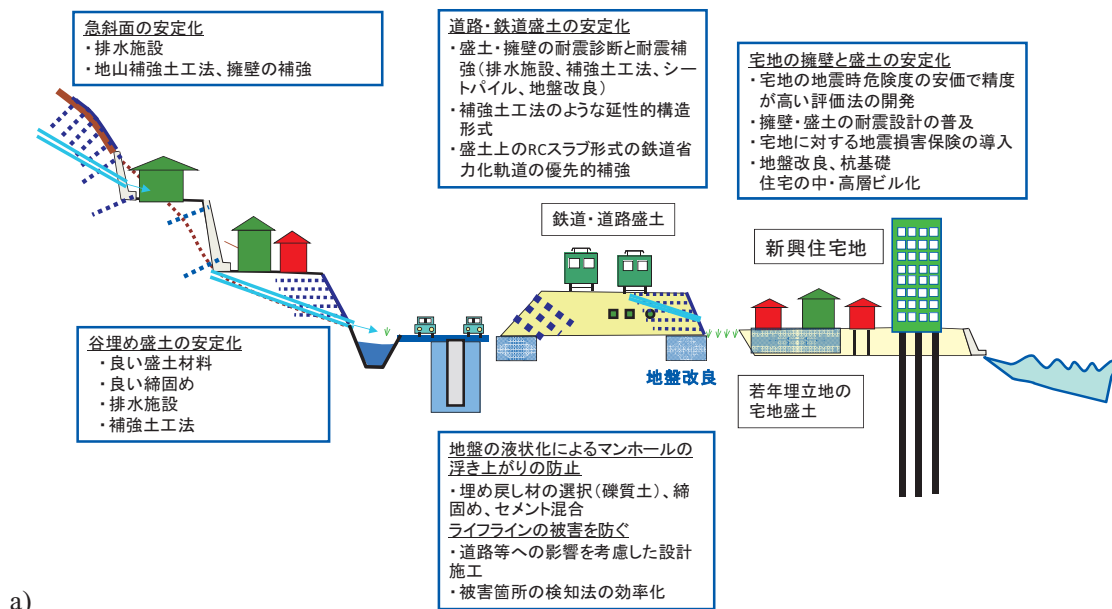 急斜面の安定化
・排水施設
・地山補強土工法、擁壁の補強
道路・鉄道盛土の安定化
・盛土・擁壁の耐震診断と耐震補
強(排水施設、補強土工法、シー
トパイル、地盤改良)
・補強土工法のような延性的構造
形式
・盛土上のRCスラブ形式の鉄道省
力化軌道の優先的補強
宅地の擁壁と盛土の安定化
・宅地の地震時危険度の安価で精度
が高い評価法の開発
・擁壁・盛土の耐震設計の普及
・宅地に対する地震損害保険の導入
・地盤改良、杭基礎
住宅の中・高層ビル化
鉄道・道路盛土
新興住宅地
谷埋め盛土の安定化
・良い盛土材料
・良い締固め
・排水施設
・補強土工法
地盤改良
若年埋立地の
宅地盛土
地盤の液状化によるマンホールの
浮き上がりの防止
・埋め戻し材の選択(礫質土)、締
固め、セメント混合
ライフラインの被害を防ぐ
・道路等への影響を考慮した設計
施工
・被害箇所の検知法の効率化
a)